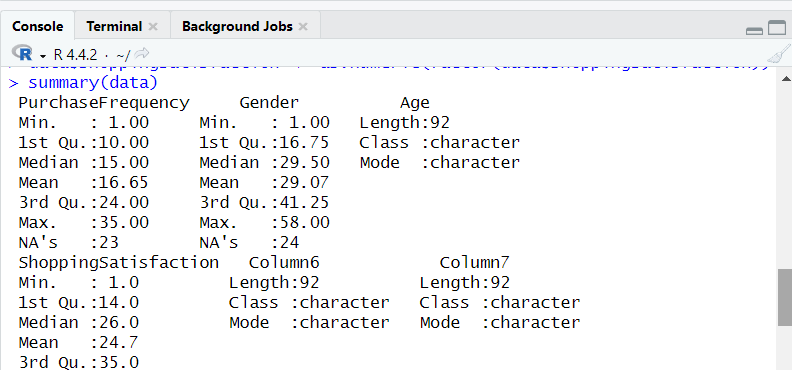 Console Terminal Background Jobs
R R 4.4.2 · ~/
> summary(data)
PurchaseFrequency Gender Age
Min. : 1.00 Min. : 1.00 Length:92
1st Qu.:10.00 1st Qu.:16.75 Class :character
Median :15.00 Median :29.50 Mode :character
Mean :16.65 Mean :29.07
3rd Qu.:24.00 3rd Qu.:41.25
Max. :35.00 Max. :58.00
NA's :23 NA's :24
ShoppingSatisfaction Column6 Column7
Min. : 1.0 Length:92 Length:92
1st Qu.:14.0 Class :character Class :character
Median :26.0 Mode :character Mode :character
Mean :24.7
3rd Qu.:35.0